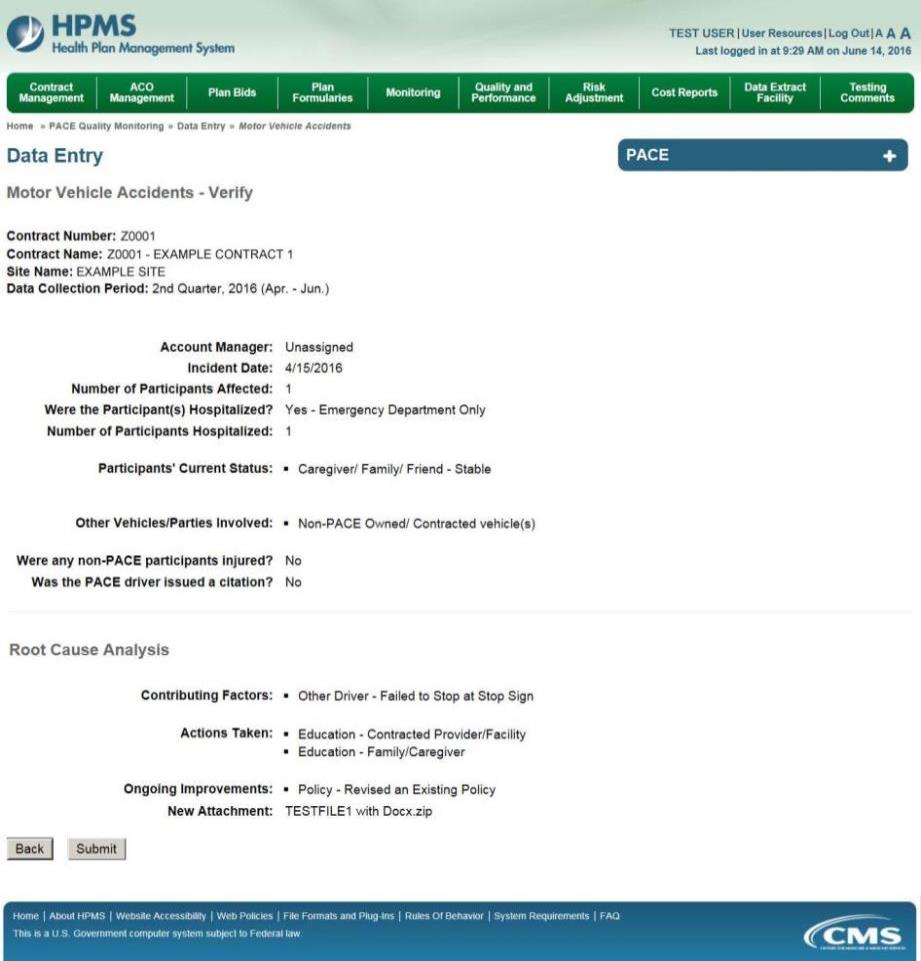 HPMS
Health Plan Management System
TEST USER | User Resources | Log Out | A A A
Last logged in at 9:29 AM on June 14, 2016
Contract Management
ACO Management
Plan Bids
Plan Formularies
Monitoring
Quality and Performance
Risk Adjustment
Cost Reports
Data Extract Facility
Testing Comments
Home » PACE Quality Monitoring » Data Entry » Motor Vehicle Accidents
Data Entry
PACE +
Motor Vehicle Accidents - Verify
Contract Number: Z0001
Contract Name: Z0001 - EXAMPLE CONTRACT 1
Site Name: EXAMPLE SITE
Data Collection Period: 2nd Quarter, 2016 (Apr. - Jun.)
Account Manager: Unassigned
Incident Date: 4/15/2016
Number of Participants Affected: 1
Were the Participant(s) Hospitalized? Yes - Emergency Department Only
Number of Participants Hospitalized: 1
Participants' Current Status: ▪ Caregiver/ Family/ Friend - Stable
Other Vehicles/Parties Involved: ▪ Non-PACE Owned/ Contracted vehicle(s)
Were any non-PACE participants injured? No
Was the PACE driver issued a citation? No
Root Cause Analysis
Contributing Factors: ▪ Other Driver - Failed to Stop at Stop Sign
Actions Taken: ▪ Education - Contracted Provider/Facility
▪ Education - Family/Caregiver
Ongoing Improvements: ▪ Policy - Revised an Existing Policy
New Attachment: TESTFILE1 with Docx.zip
Back Submit
Home | About HPMS | Website Accessibility | Web Policies | File Formats and Plug-Ins | Rules Of Behavior | System Requirements | FAQ
This is a U.S. Government computer system subject to Federal law.
CMS